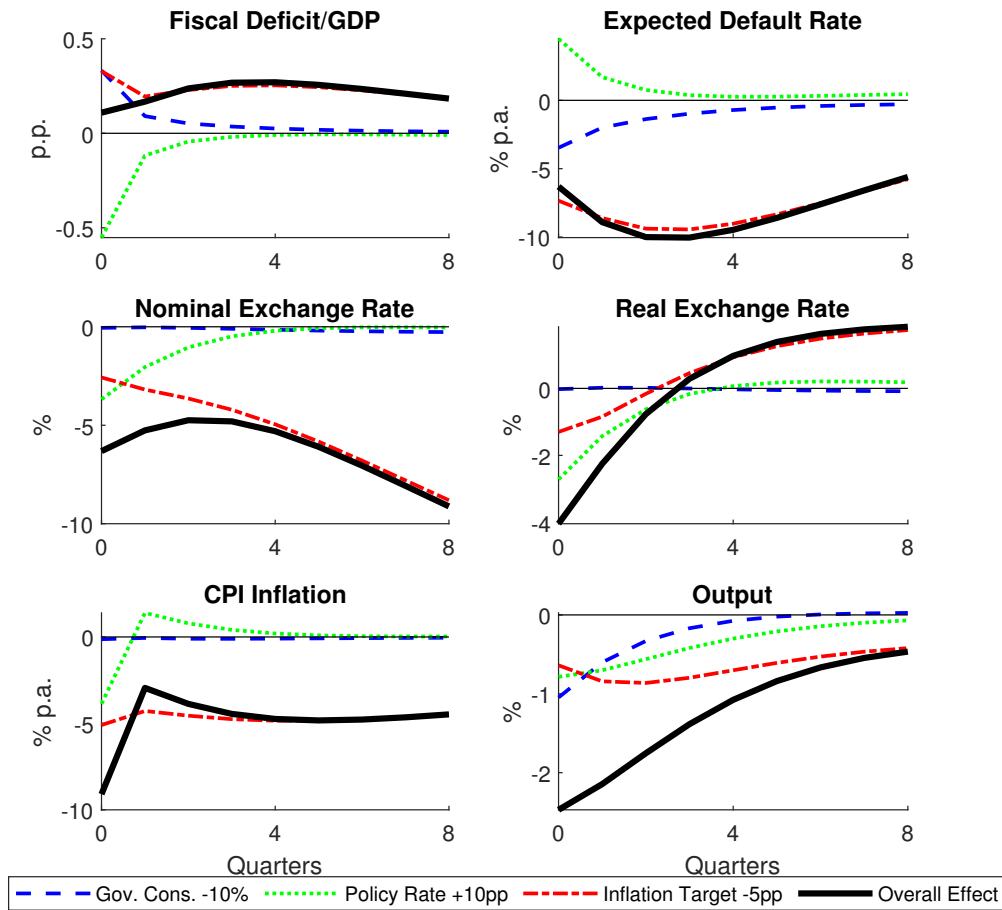 Fiscal Deficit/GDP
0.5
0
-0.5
p.p.
0 4 8
Expected Default Rate
0
-5
-10
% p.a.
0 4 8
Nominal Exchange Rate
0
-5
-10
%
0 4 8
Real Exchange Rate
0
-2
-4
%
0 4 8
CPI Inflation
0
-5
-10
% p.a.
0 4 8
Quarters
Output
0
-1
-2
%
0 4 8
Quarters
Gov. Cons. -10% Policy Rate +10pp Inflation Target -5pp Overall Effect